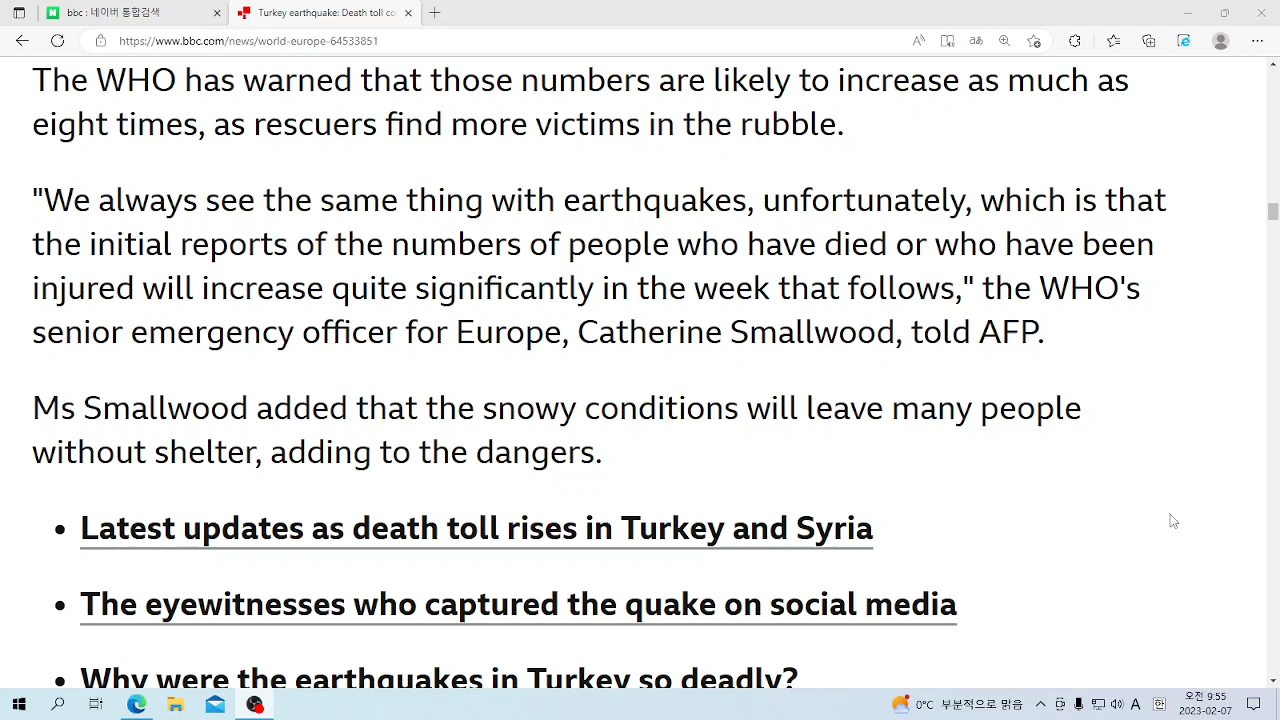 bbc : 네이버 통합검색
Turkey earthquake: Death toll co
https://www.bbc.com/news/world-europe-64533851
The WHO has warned that those numbers are likely to increase as much as
eight times, as rescuers find more victims in the rubble.
"We always see the same thing with earthquakes, unfortunately, which is that
the initial reports of the numbers of people who have died or who have been
injured will increase quite significantly in the week that follows," the WHO's
senior emergency officer for Europe, Catherine Smallwood, told AFP.
Ms Smallwood added that the snowy conditions will leave many people
without shelter, adding to the dangers.
• Latest updates as death toll rises in Turkey and Syria
• The eyewitnesses who captured the quake on social media
• Why were the earthquakes in Turkey so deadly?
0°C 부분적으로 맑음
A
오전 9:55
2023-02-07